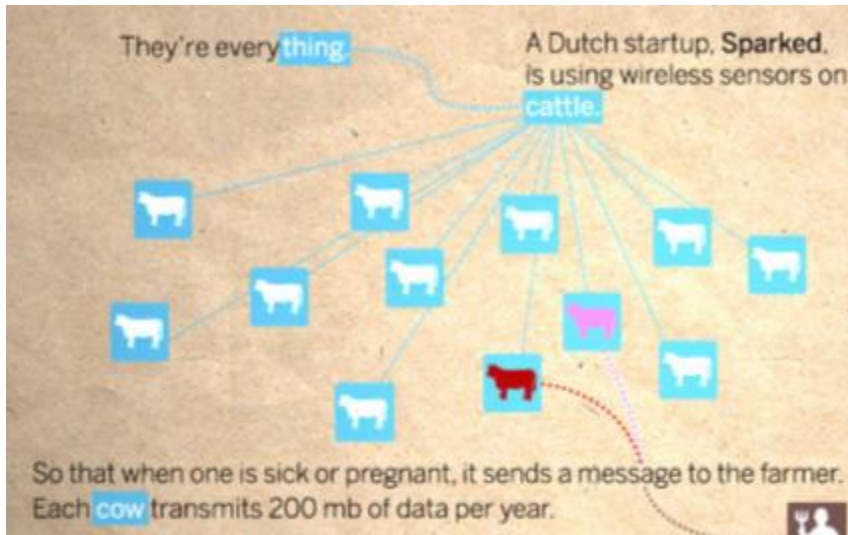 They're everything.
A Dutch startup, Sparked,
is using wireless sensors on
cattle.
So that when one is sick or pregnant, it sends a message to the farmer.
Each cow transmits 200 mb of data per year.